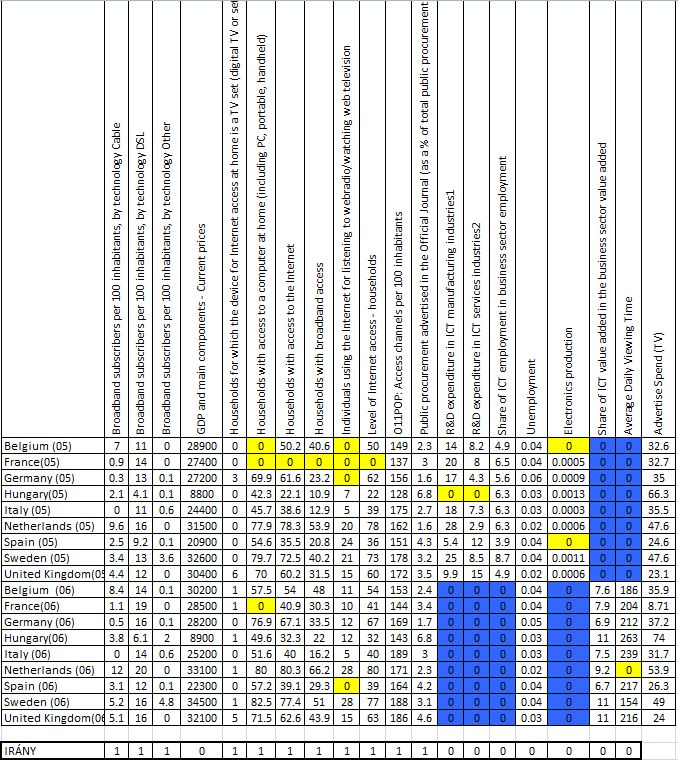 Broadband subscribers per 100 inhabitants, by technology Cable
Broadband subscribers per 100 inhabitants, by technology DSL
Broadband subscribers per 100 inhabitants, by technology Other
GDP and main components - Current prices
Households for which the device for Internet access at home is a TV set (digital TV or set
Households with access to a computer at home (including PC, portable, handheld)
Households with access to the Internet
Households with broadband access
Individuals using the Internet for listening to webradio/watching web television
Level of Internet access - households
O11POP: Access channels per 100 inhabitants
Public procurement advertised in the Official Journal (as a % of total public procurement
R&D expenditure in ICT manufacturing industries1
R&D expenditure in ICT services industries2
Share of ICT employment in business sector employment
Unemployment
Electronics production
Share of ICT value added in the business sector value added
Average Daily Viewing Time
Advertise Spend (TV)
Belgium (05) 7 11 0 28900 0 0 50.2 40.6 0 50 149 2.3 14 8.2 4.9 0.04 0 0 0 32.6
France(05) 0.9 14 0 27400 0 0 0 0 0 0 137 3 20 8 6.5 0.04 0.0005 0 0 32.7
Germany (05) 0.3 13 0.1 27200 3 69.9 61.6 23.2 0 62 156 1.6 17 4.3 5.6 0.06 0.0009 0 0 35
Hungary(05) 2.1 4.1 0.1 8800 0 42.3 22.1 10.9 7 22 128 6.8 0 0 6.3 0.03 0.0013 0 0 66.3
Italy (05) 0 11 0.6 24400 0 45.7 38.6 12.9 5 39 175 2.7 18 7.3 6.3 0.03 0.0003 0 0 35.5
Netherlands (05) 9.6 16 0 31500 0 77.9 78.3 53.9 20 78 162 1.6 28 2.9 6.3 0.02 0.0006 0 0 47.6
Spain (05) 2.5 9.2 0.1 20900 0 54.6 35.5 20.8 24 36 151 4.3 5.4 12 3.9 0.04 0 0 0 24.6
Sweden (05) 3.4 13 3.6 32600 0 79.7 72.5 40.2 21 73 178 3.2 25 8.5 8.7 0.04 0.0011 0 0 47.6
United Kingdom(05 4.4 12 0 30400 6 70 60.2 31.5 15 60 172 3.5 9.9 15 4.9 0.02 0.0006 0 0 23.1
Belgium (06) 8.4 14 0.1 30200 1 57.5 54 48 11 54 153 2.4 0 0 0 0.04 0 7.6 186 35.9
France(06) 1.1 19 0 28500 1 0 40.9 30.3 10 41 144 3.4 0 0 0 0.04 0 7.9 204 8.71
Germany (06) 0.5 16 0.1 28200 0 76.9 67.1 33.5 12 67 169 1.7 0 0 0 0.05 0 6.9 212 37.2
Hungary(06) 3.8 6.1 2 8900 1 49.6 32.3 22 12 32 143 6.8 0 0 0 0.03 0 11 263 74
Italy (06) 0 14 0.6 25200 0 51.6 40 16.2 5 40 189 3 0 0 0 0.03 0 7.5 239 31.7
Netherlands (06) 12 20 0 33100 1 80 80.3 66.2 28 80 171 2.3 0 0 0 0.02 0 9.2 0 53.9
Spain (06) 3.1 12 0.1 22300 0 57.2 39.1 29.3 0 39 164 4.2 0 0 0 0.04 0 6.7 217 26.3
Sweden (06) 5.2 16 4.8 34500 1 82.5 77.4 51 28 77 188 3.1 0 0 0 0.04 0 11 154 49
United Kingdom(06 5.1 16 0 32100 5 71.5 62.6 43.9 15 63 186 4.6 0 0 0 0.03 0 11 216 24
IRÁNY 1 1 1 0 1 1 1 1 1 1 1 0 0 0 0 0 0 0 0